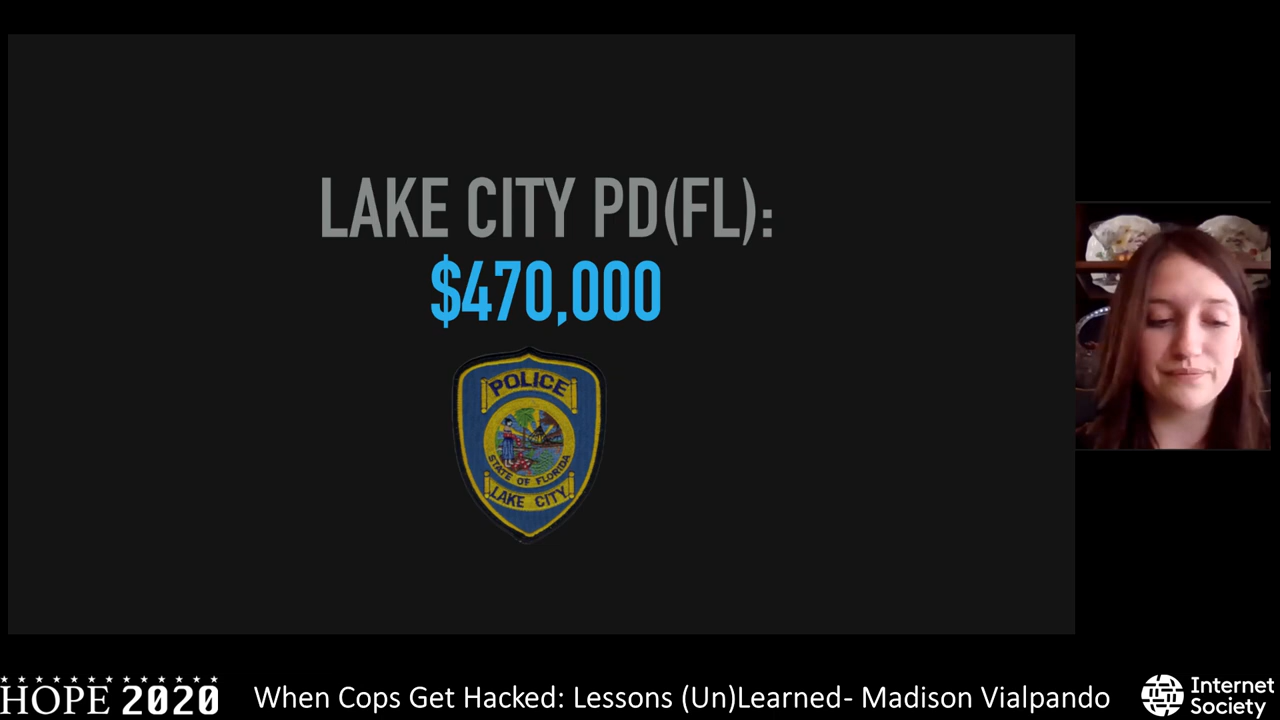 LAKE CITY PD(FL):
$470,000
POLICE
STATE OF FLORIDA
LAKE CITY
HOPE 2020
When Cops Get Hacked: Lessons (Un)Learned- Madison Vialpando
Internet
Society